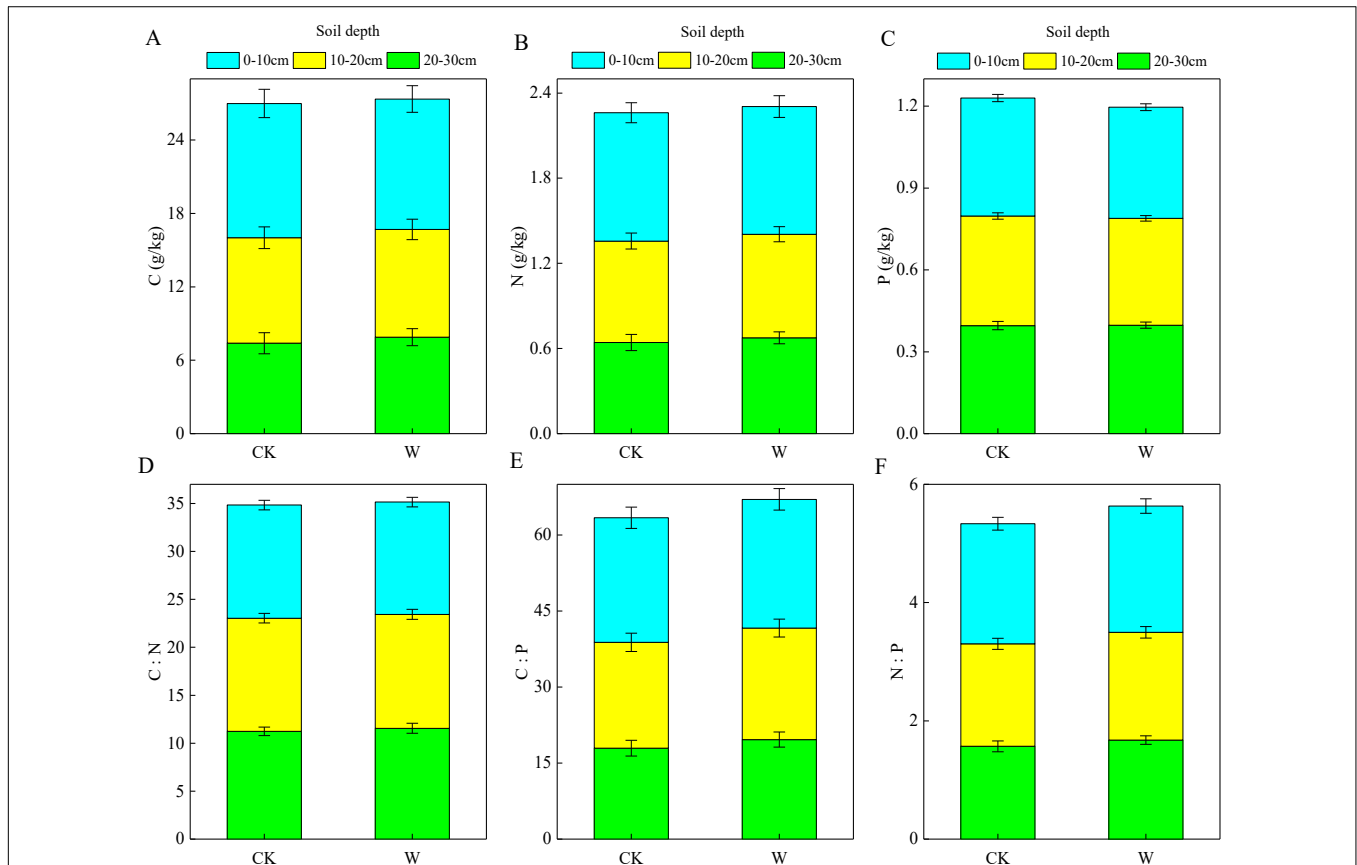 A
Soil depth
0-10cm 10-20cm 20-30cm
C (g/kg)
24
18
12
6
0
CK W
B
Soil depth
0-10cm 10-20cm 20-30cm
N (g/kg)
2.4
1.8
1.2
0.6
0.0
CK W
C
Soil depth
0-10cm 10-20cm 20-30cm
P (g/kg)
1.2
0.9
0.6
0.3
0.0
CK W
D
C : N
35
30
25
20
15
10
5
0
CK W
E
C : P
60
45
30
15
0
CK W
F
N : P
6
4
2
0
CK W